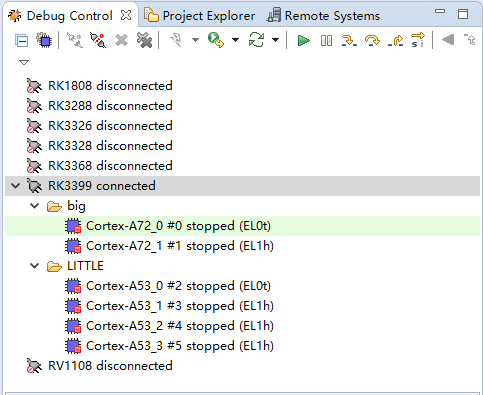 Debug Control Project Explorer Remote Systems
RK1808 disconnected
RK3288 disconnected
RK3326 disconnected
RK3328 disconnected
RK3368 disconnected
RK3399 connected
big
Cortex-A72_0 #0 stopped (EL0t)
Cortex-A72_1 #1 stopped (EL1h)
LITTLE
Cortex-A53_0 #2 stopped (EL0t)
Cortex-A53_1 #3 stopped (EL1h)
Cortex-A53_2 #4 stopped (EL1h)
Cortex-A53_3 #5 stopped (EL1h)
RV1108 disconnected